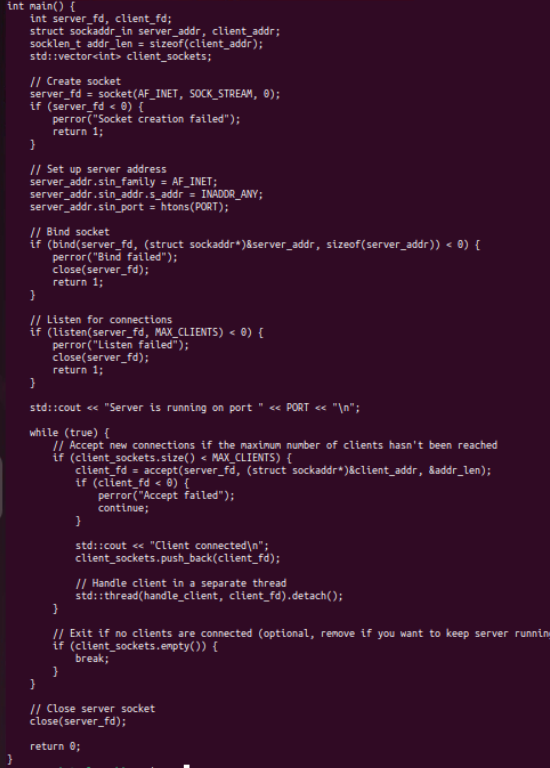 int main() {
    int server_fd, client_fd;
    struct sockaddr_in server_addr, client_addr;
    socklen_t addr_len = sizeof(client_addr);
    std::vector<int> client_sockets;

    // Create socket
    server_fd = socket(AF_INET, SOCK_STREAM, 0);
    if (server_fd < 0) {
        perror("Socket creation failed");
        return 1;
    }

    // Set up server address
    server_addr.sin_family = AF_INET;
    server_addr.sin_addr.s_addr = INADDR_ANY;
    server_addr.sin_port = htons(PORT);

    // Bind socket
    if (bind(server_fd, (struct sockaddr*)&server_addr, sizeof(server_addr)) < 0) {
        perror("Bind failed");
        close(server_fd);
        return 1;
    }

    // Listen for connections
    if (listen(server_fd, MAX_CLIENTS) < 0) {
        perror("Listen failed");
        close(server_fd);
        return 1;
    }

    std::cout << "Server is running on port " << PORT << "\n";

    while (true) {
        // Accept new connections if the maximum number of clients hasn't been reached
        if (client_sockets.size() < MAX_CLIENTS) {
            client_fd = accept(server_fd, (struct sockaddr*)&client_addr, &addr_len);
            if (client_fd < 0) {
                perror("Accept failed");
                continue;
            }

            std::cout << "Client connected\n";
            client_sockets.push_back(client_fd);

            // Handle client in a separate thread
            std::thread(handle_client, client_fd).detach();
        }

        // Exit if no clients are connected (optional, remove if you want to keep server runnin
        if (client_sockets.empty()) {
            break;
        }
    }

    // Close server socket
    close(server_fd);

    return 0;
}